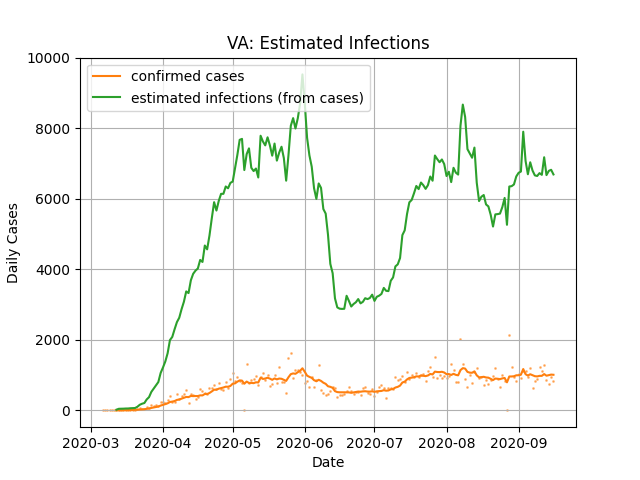 VA: Estimated Infections
confirmed cases
estimated infections (from cases)
10000
8000
6000
4000
2000
0
Daily Cases
2020-03 2020-04 2020-05 2020-06 2020-07 2020-08 2020-09
Date